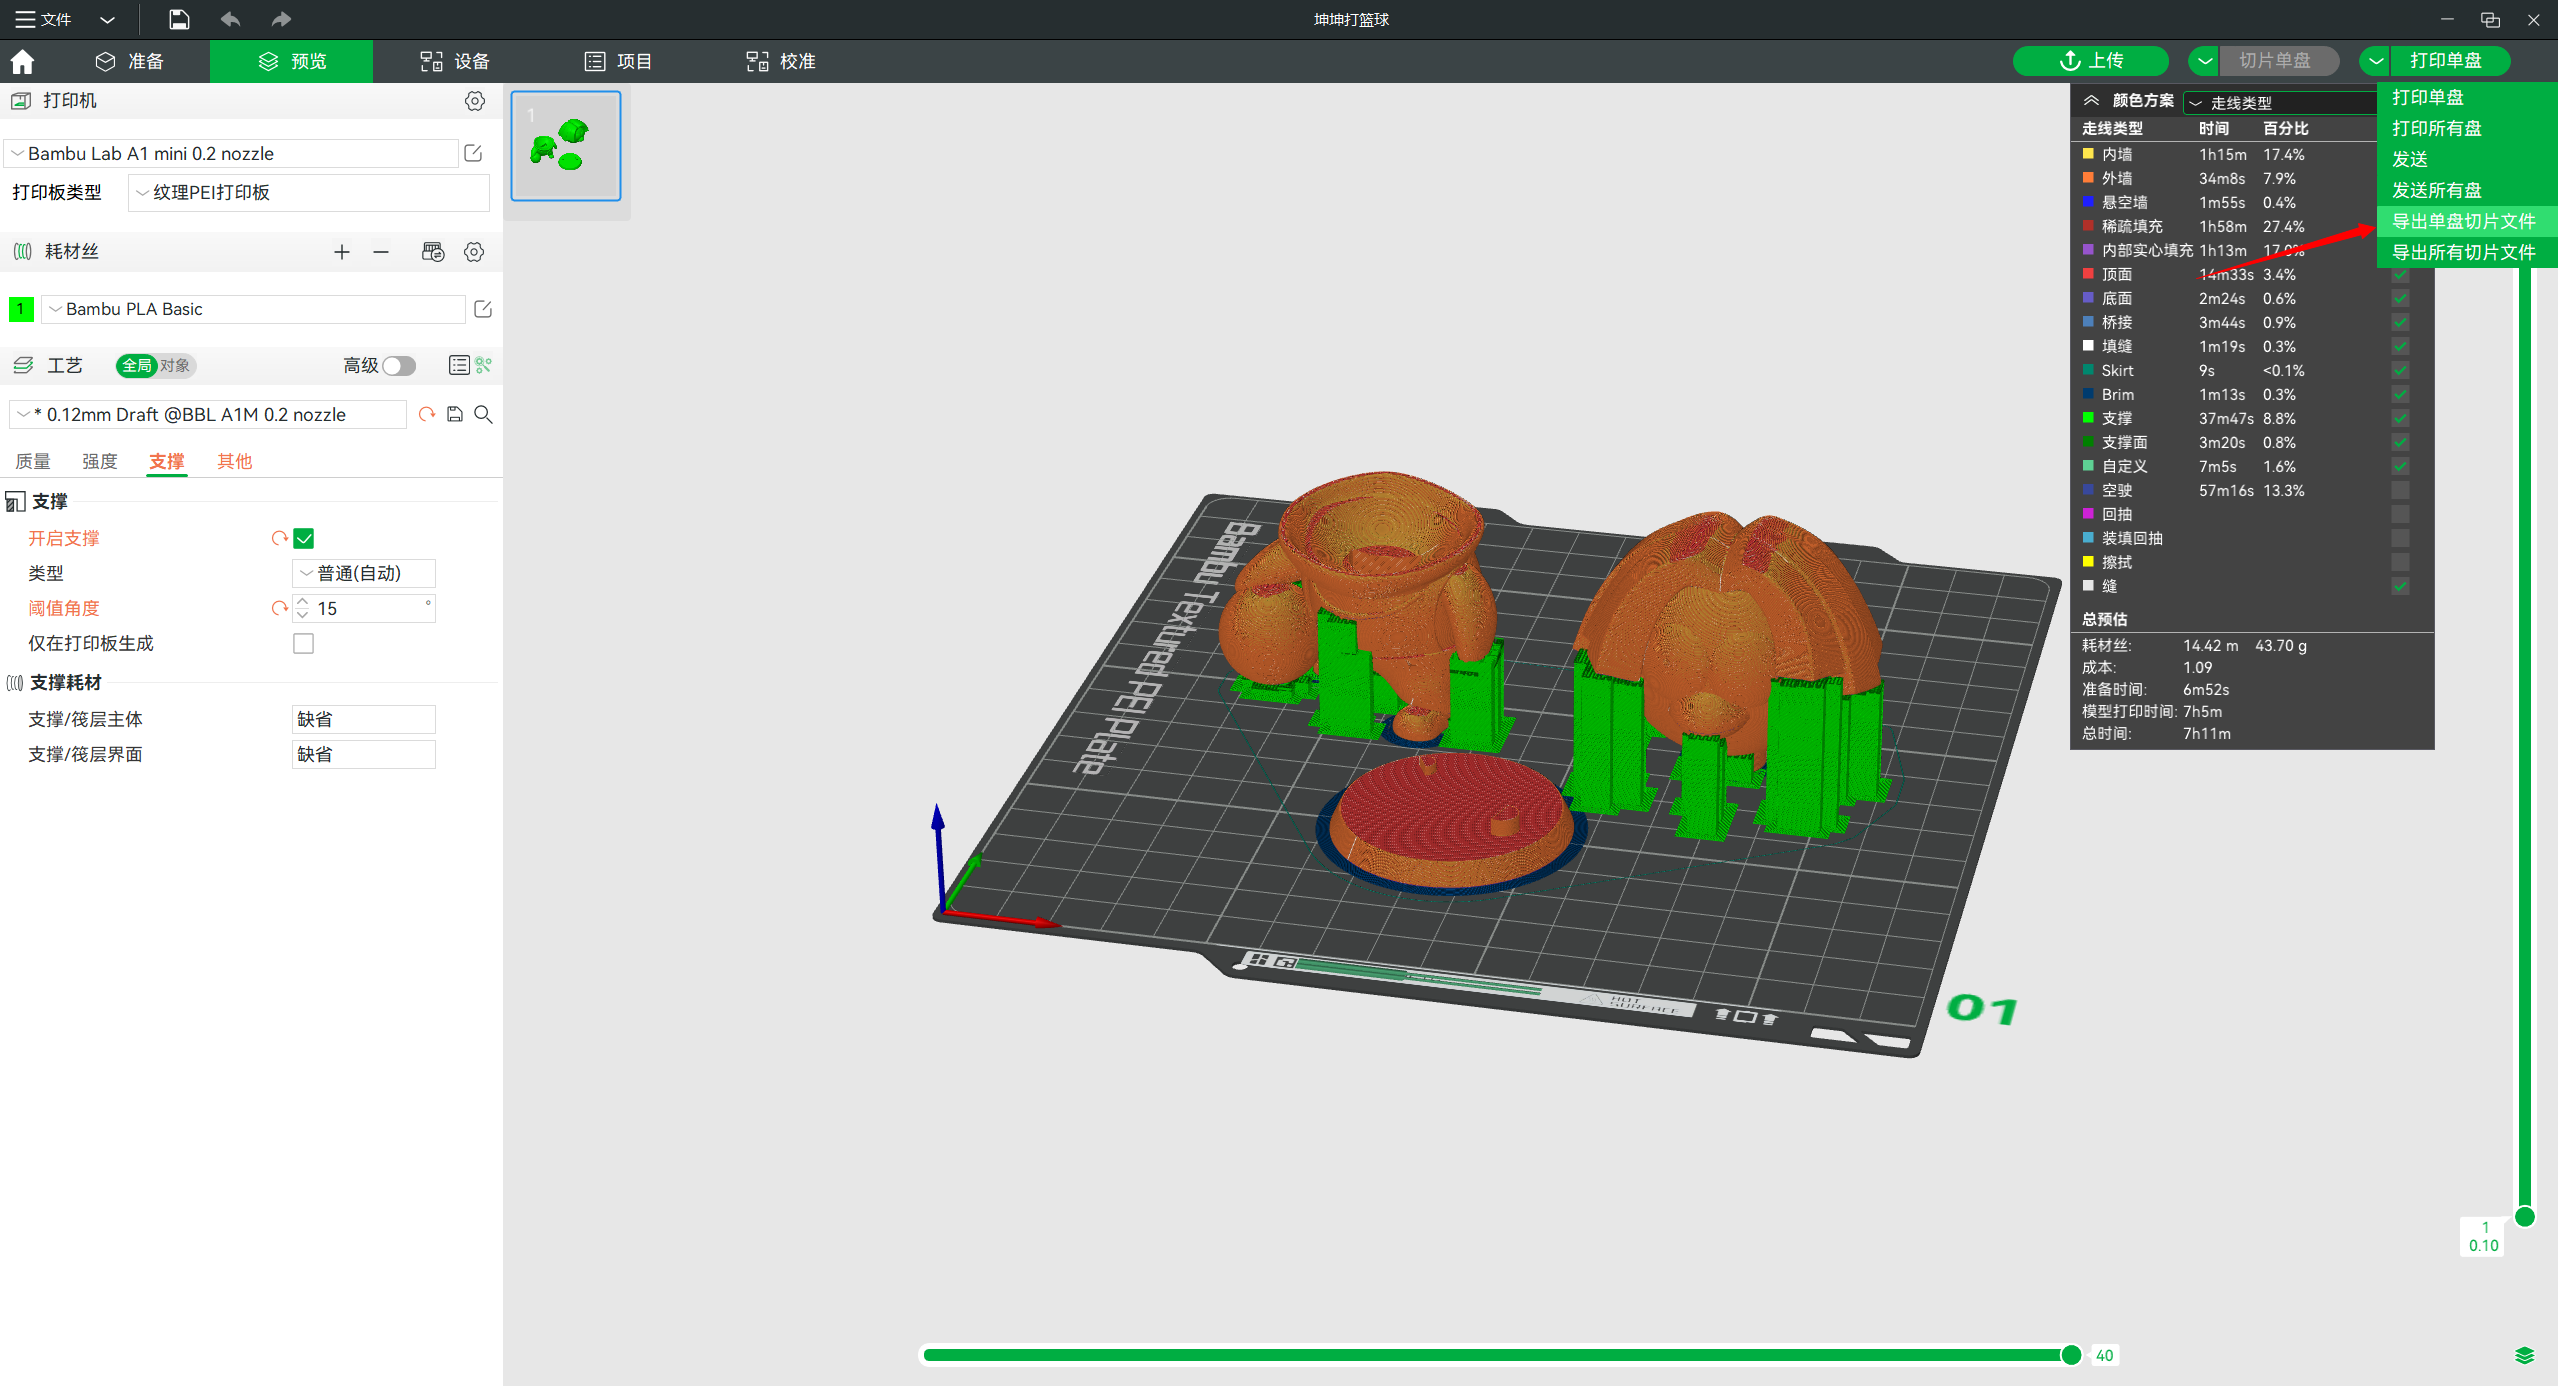 文件
坤坤打篮球
准备
预览
设备
项目
校准
上传
切片单盘
打印单盘
打印机
Bambu Lab A1 mini 0.2 nozzle
打印板类型
纹理PEI打印板
耗材丝
1
Bambu PLA Basic
工艺
全局
对象
高级
* 0.12mm Draft @BBL A1M 0.2 nozzle
质量
强度
支撑
其他
支撑
开启支撑
类型
普通(自动)
阈值角度
15
°
仅在打印板生成
支撑耗材
支撑/筏层主体
缺省
支撑/筏层界面
缺省
1
Bambu Textured PEI Plate
HOT
SURFACE
01
颜色方案
走线类型
走线类型 时间 百分比
内墙 1h15m 17.4%
外墙 34m8s 7.9%
悬空墙 1m55s 0.4%
稀疏填充 1h58m 27.4%
内部实心填充 1h13m
顶面 14m33s 3.4%
底面 2m24s 0.6%
桥接 3m44s 0.9%
填缝 1m19s 0.3%
Skirt 9s <0.1%
Brim 1m13s 0.3%
支撑 37m47s 8.8%
支撑面 3m20s 0.8%
自定义 7m5s 1.6%
空驶 57m16s 13.3%
回抽
装填回抽
擦拭
缝
总预估
耗材丝: 14.42 m 43.70 g
成本: 1.09
准备时间: 6m52s
模型打印时间: 7h5m
总时间: 7h11m
打印单盘
打印所有盘
发送
发送所有盘
导出单盘切片文件
导出所有切片文件
1
0.10
40